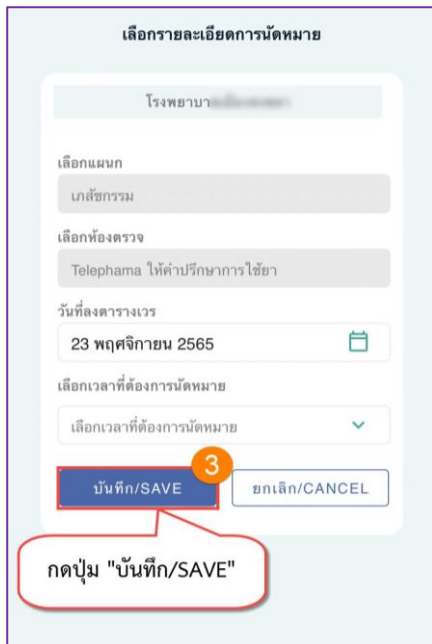 เลือกรายละเอียดการนัดหมาย
โรงพยาบา
เลือกแผนก
เภสัชกรรม
เลือกห้องตรวจ
Telephama ให้คำปรึกษาการใช้ยา
วันที่ลงตารางเวร
23 พฤศจิกายน 2565
เลือกเวลาที่ต้องการนัดหมาย
เลือกเวลาที่ต้องการนัดหมาย
3
บันทึก/SAVE ยกเลิก/CANCEL
กดปุ่ม "บันทึก/SAVE"